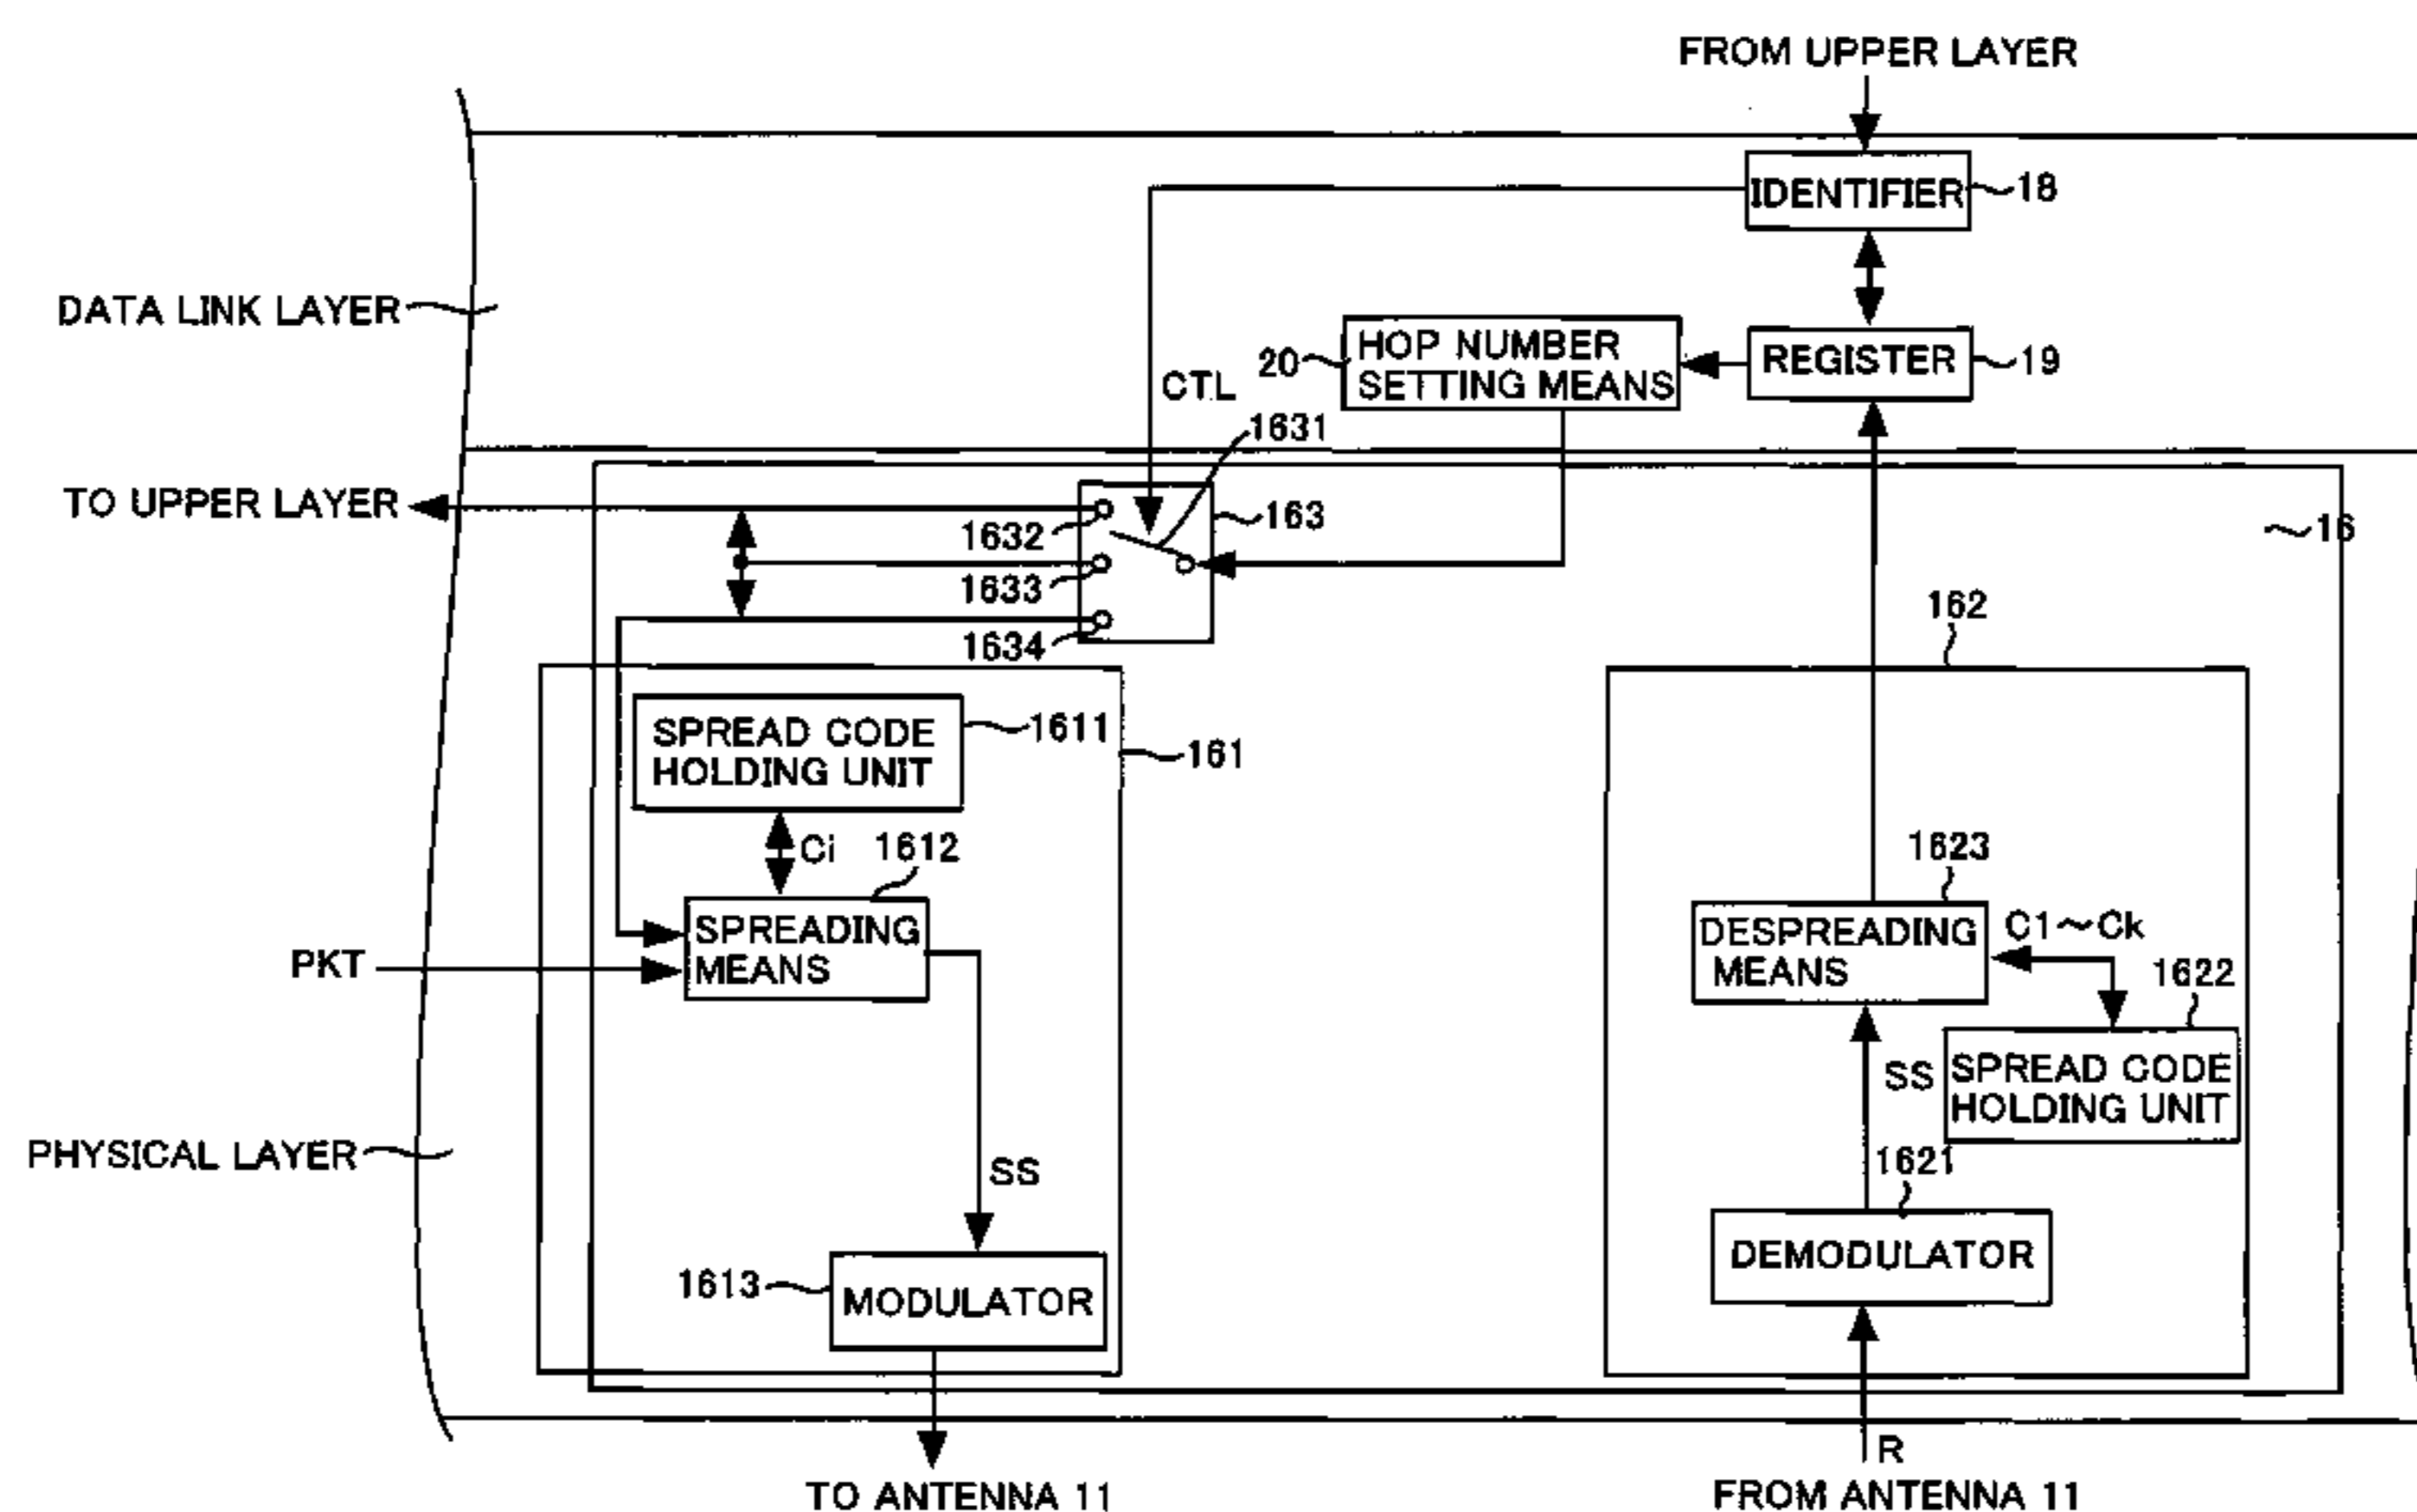 FROM UPPER LAYER
IDENTIFIER
18
DATA LINK LAYER
20
HOP NUMBER
SETTING MEANS
REGISTER
19
CTL
1631
TO UPPER LAYER
1632
163
16
1633
1634
162
SPREAD CODE
HOLDING UNIT
1611
161
Ci
1612
1623
SPREADING
MEANS
PKT
DESPREADING
MEANS
C1~Ck
1622
SS
SPREAD CODE
HOLDING UNIT
PHYSICAL LAYER
SS
1621
1613
MODULATOR
DEMODULATOR
R
TO ANTENNA 11
FROM ANTENNA 11